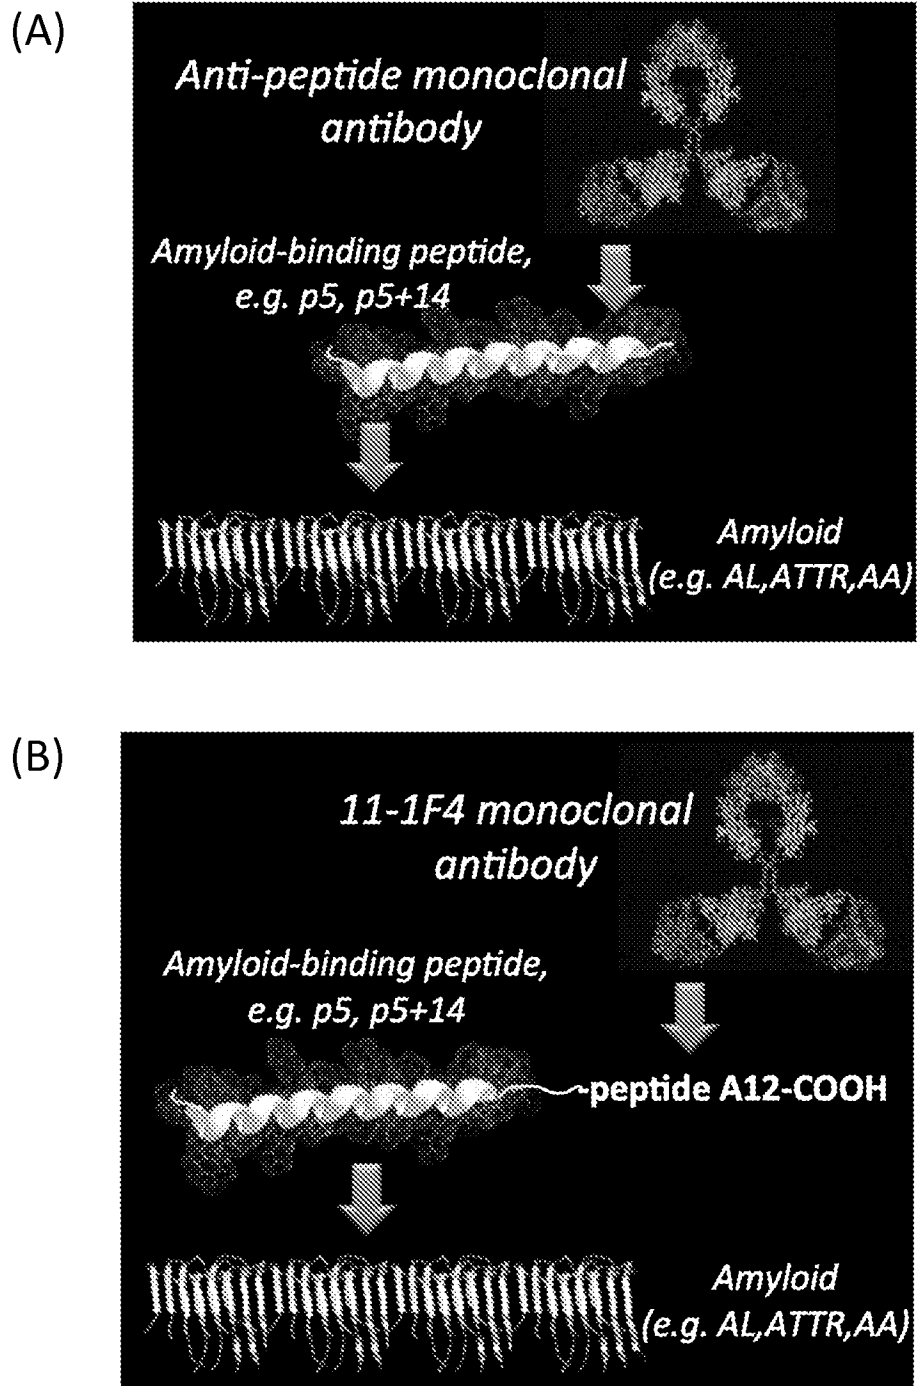 (A)
Anti-peptide monoclonal
antibody
Amyloid-binding peptide,
e.g. p5, p5+14
Amyloid
(e.g. AL,ATTR,AA)
(B)
11-1F4 monoclonal
antibody
Amyloid-binding peptide,
e.g. p5, p5+14
-peptide A12-COOH
Amyloid
(e.g. AL,ATTR,AA)